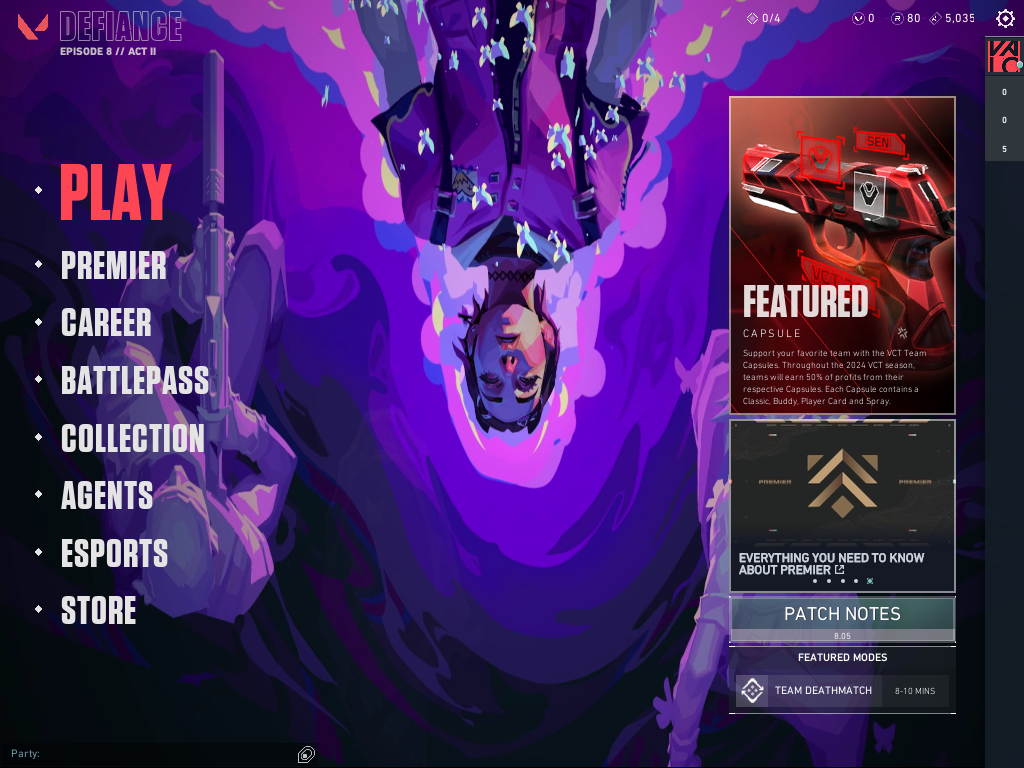 DEFIANCE
EPISODE 8 // ACT II
0/4
0
80
5,035
0
0
5
PLAY
PREMIER
CAREER
BATTLEPASS
COLLECTION
AGENTS
ESPORTS
STORE
SEN
VCT
FEATURED
CAPSULE
Support your favorite team with the VCT Team
Capsules. Throughout the 2024 VCT season,
teams will earn 50% of profits from their
respective Capsules. Each Capsule contains a
Classic, Buddy, Player Card and Spray.
PREMIER
PREMIER
EVERYTHING YOU NEED TO KNOW
ABOUT PREMIER
PATCH NOTES
8.05
FEATURED MODES
TEAM DEATHMATCH 8-10 MINS
Party: